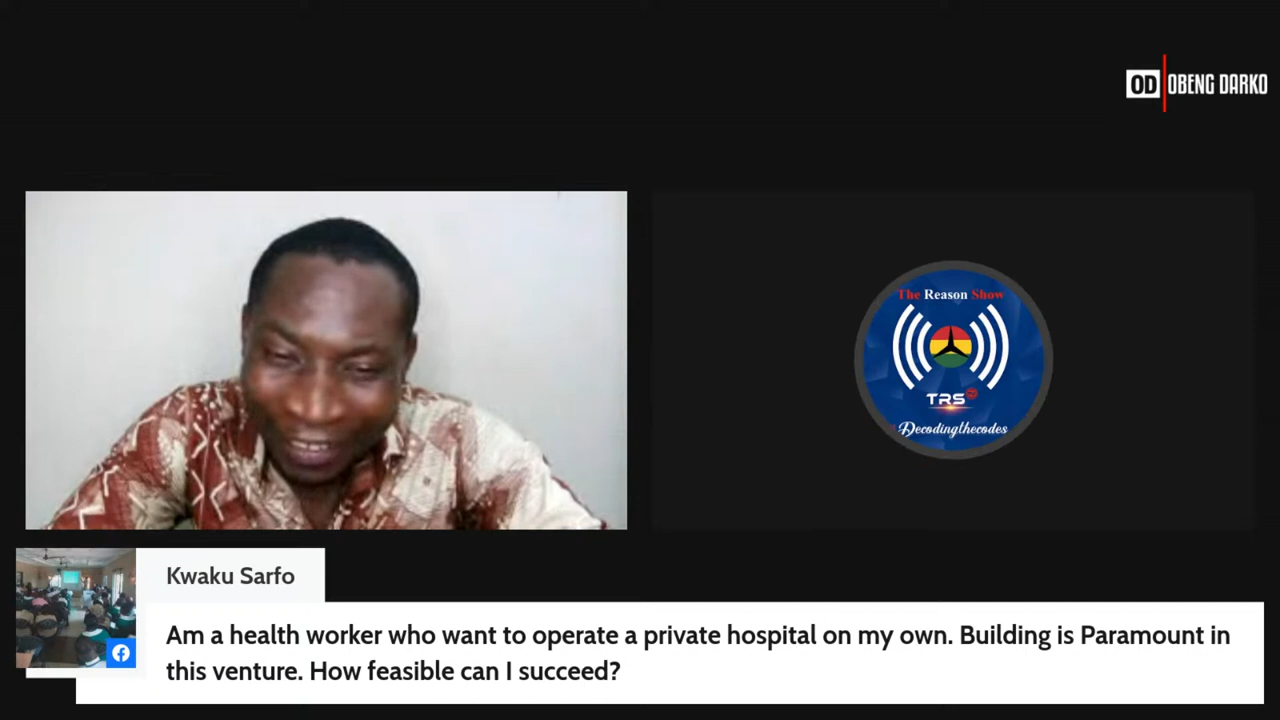 OD OBENG DARKO
The Reason Show
TRS
Decodingthecodes
Kwaku Sarfo
Am a health worker who want to operate a private hospital on my own. Building is Paramount in
this venture. How feasible can I succeed?